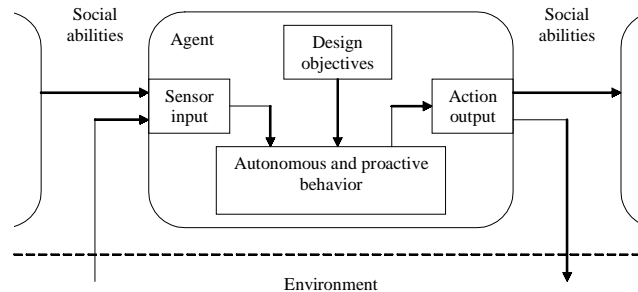 Social
abilities
Agent
Design
objectives
Social
abilities
Sensor
input
Action
output
Autonomous and proactive
behavior
Environment